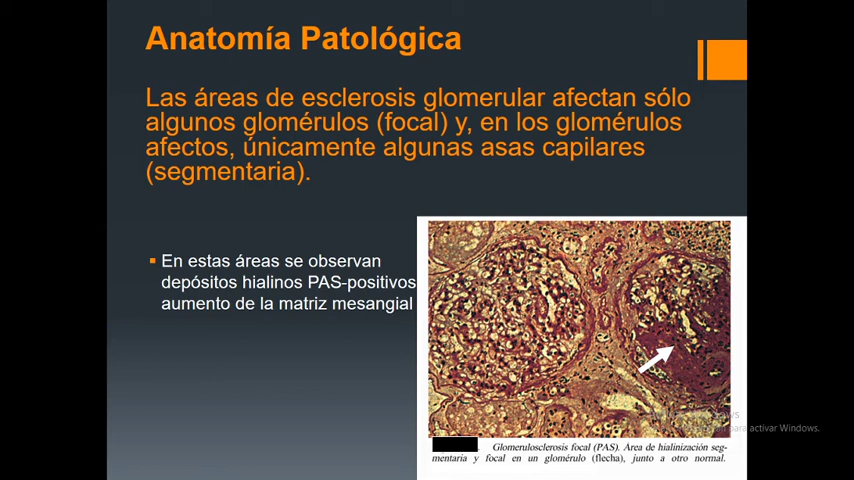 Anatomía Patológica
Las áreas de esclerosis glomerular afectan sólo
algunos glomérulos (focal) y, en los glomérulos
afectos, únicamente algunas asas capilares
(segmentaria).
En estas áreas se observan
depósitos hialinos PAS-positivos
aumento de la matriz mesangial
para activar Windows.
Glomerulosclerosis focal (PAS). Área de hialinización seg-
mentaria y focal en un glomérulo (flecha), junto a otro normal.